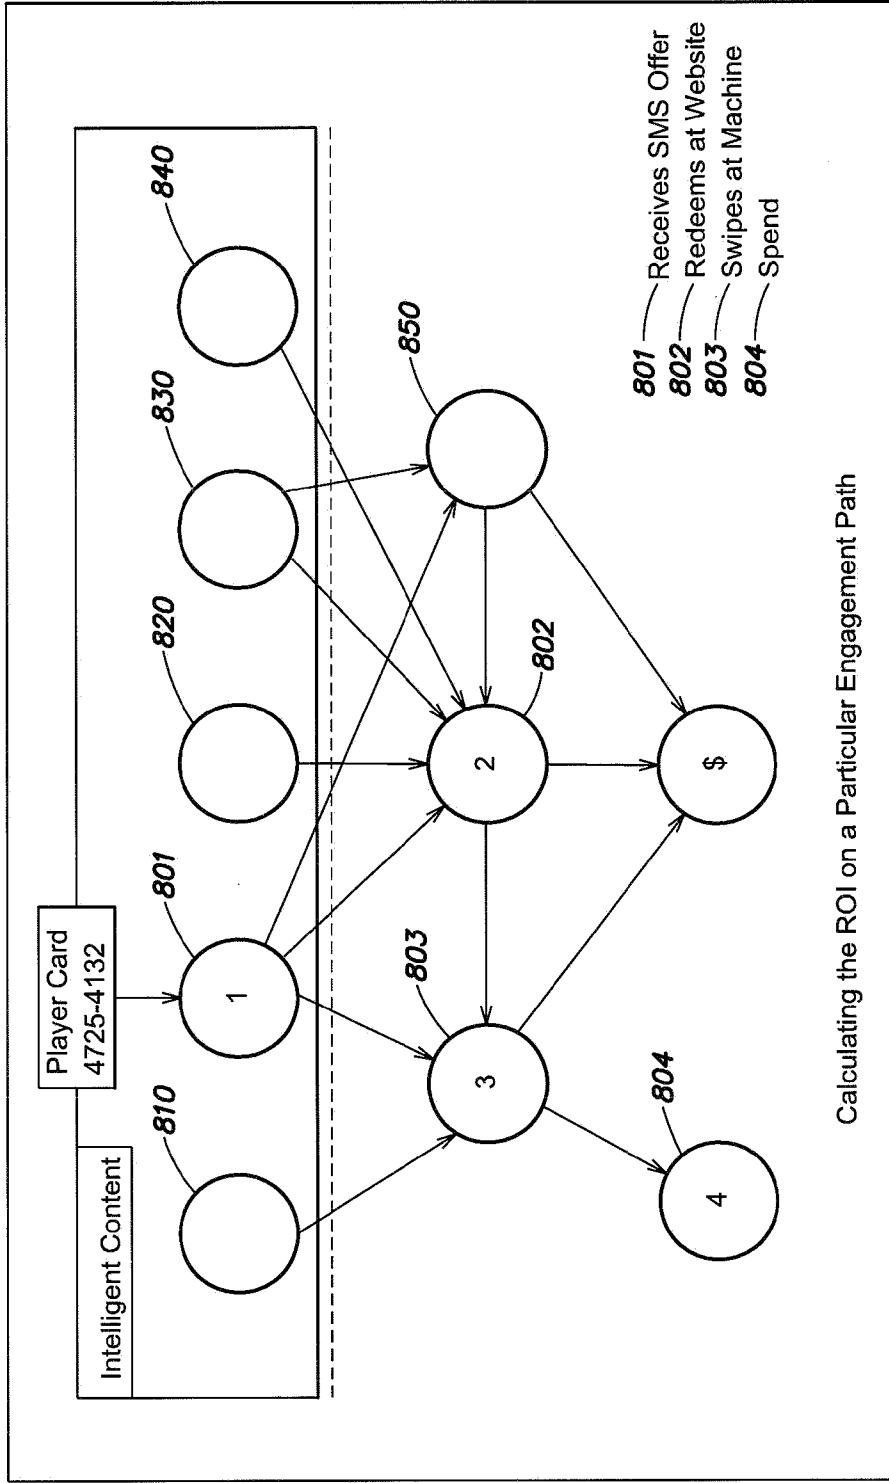 Player Card
4725-4132
Intelligent Content
810
801
820
830
840
1
803
802
850
3
2
804
4
$
801 Receives SMS Offer
802 Redeems at Website
803 Swipes at Machine
804 Spend
Calculating the ROI on a Particular Engagement Path